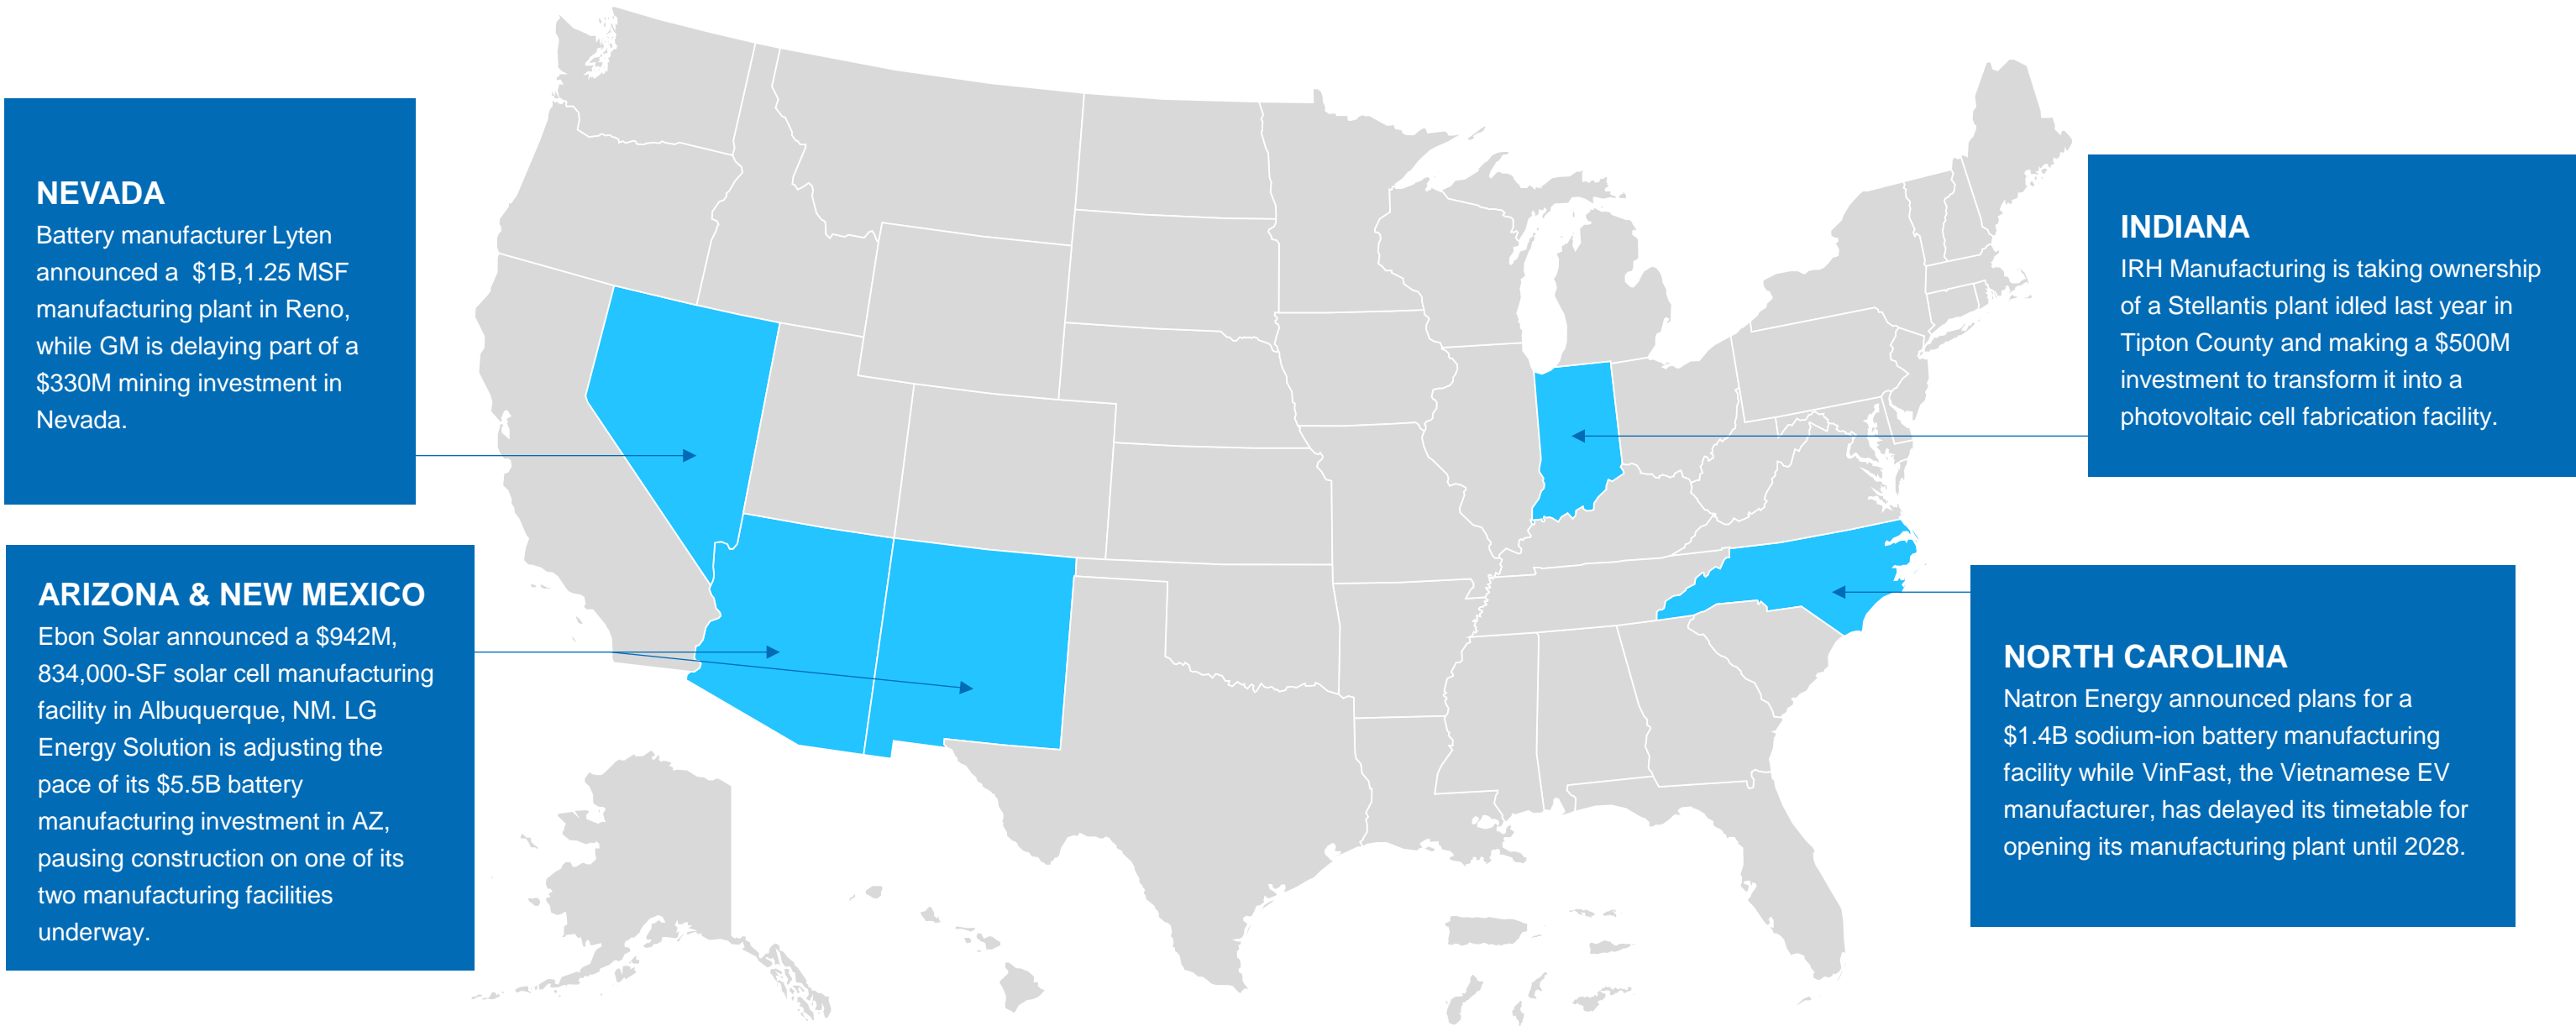 NEVADA
Battery manufacturer Lyten
announced a  $1B,1.25 MSF
manufacturing plant in Reno,
while GM is delaying part of a
$330M mining investment in
Nevada.
ARIZONA & NEW MEXICO
Ebon Solar announced a $942M,
834,000-SF solar cell manufacturing
facility in Albuquerque, NM. LG
Energy Solution is adjusting the
pace of its $5.5B battery
manufacturing investment in AZ,
pausing construction on one of its
two manufacturing facilities
underway.
INDIANA
IRH Manufacturing is taking ownership
of a Stellantis plant idled last year in
Tipton County and making a $500M
investment to transform it into a
photovoltaic cell fabrication facility.
NORTH CAROLINA
Natron Energy announced plans for a
$1.4B sodium-ion battery manufacturing
facility while VinFast, the Vietnamese EV
manufacturer, has delayed its timetable for
opening its manufacturing plant until 2028.